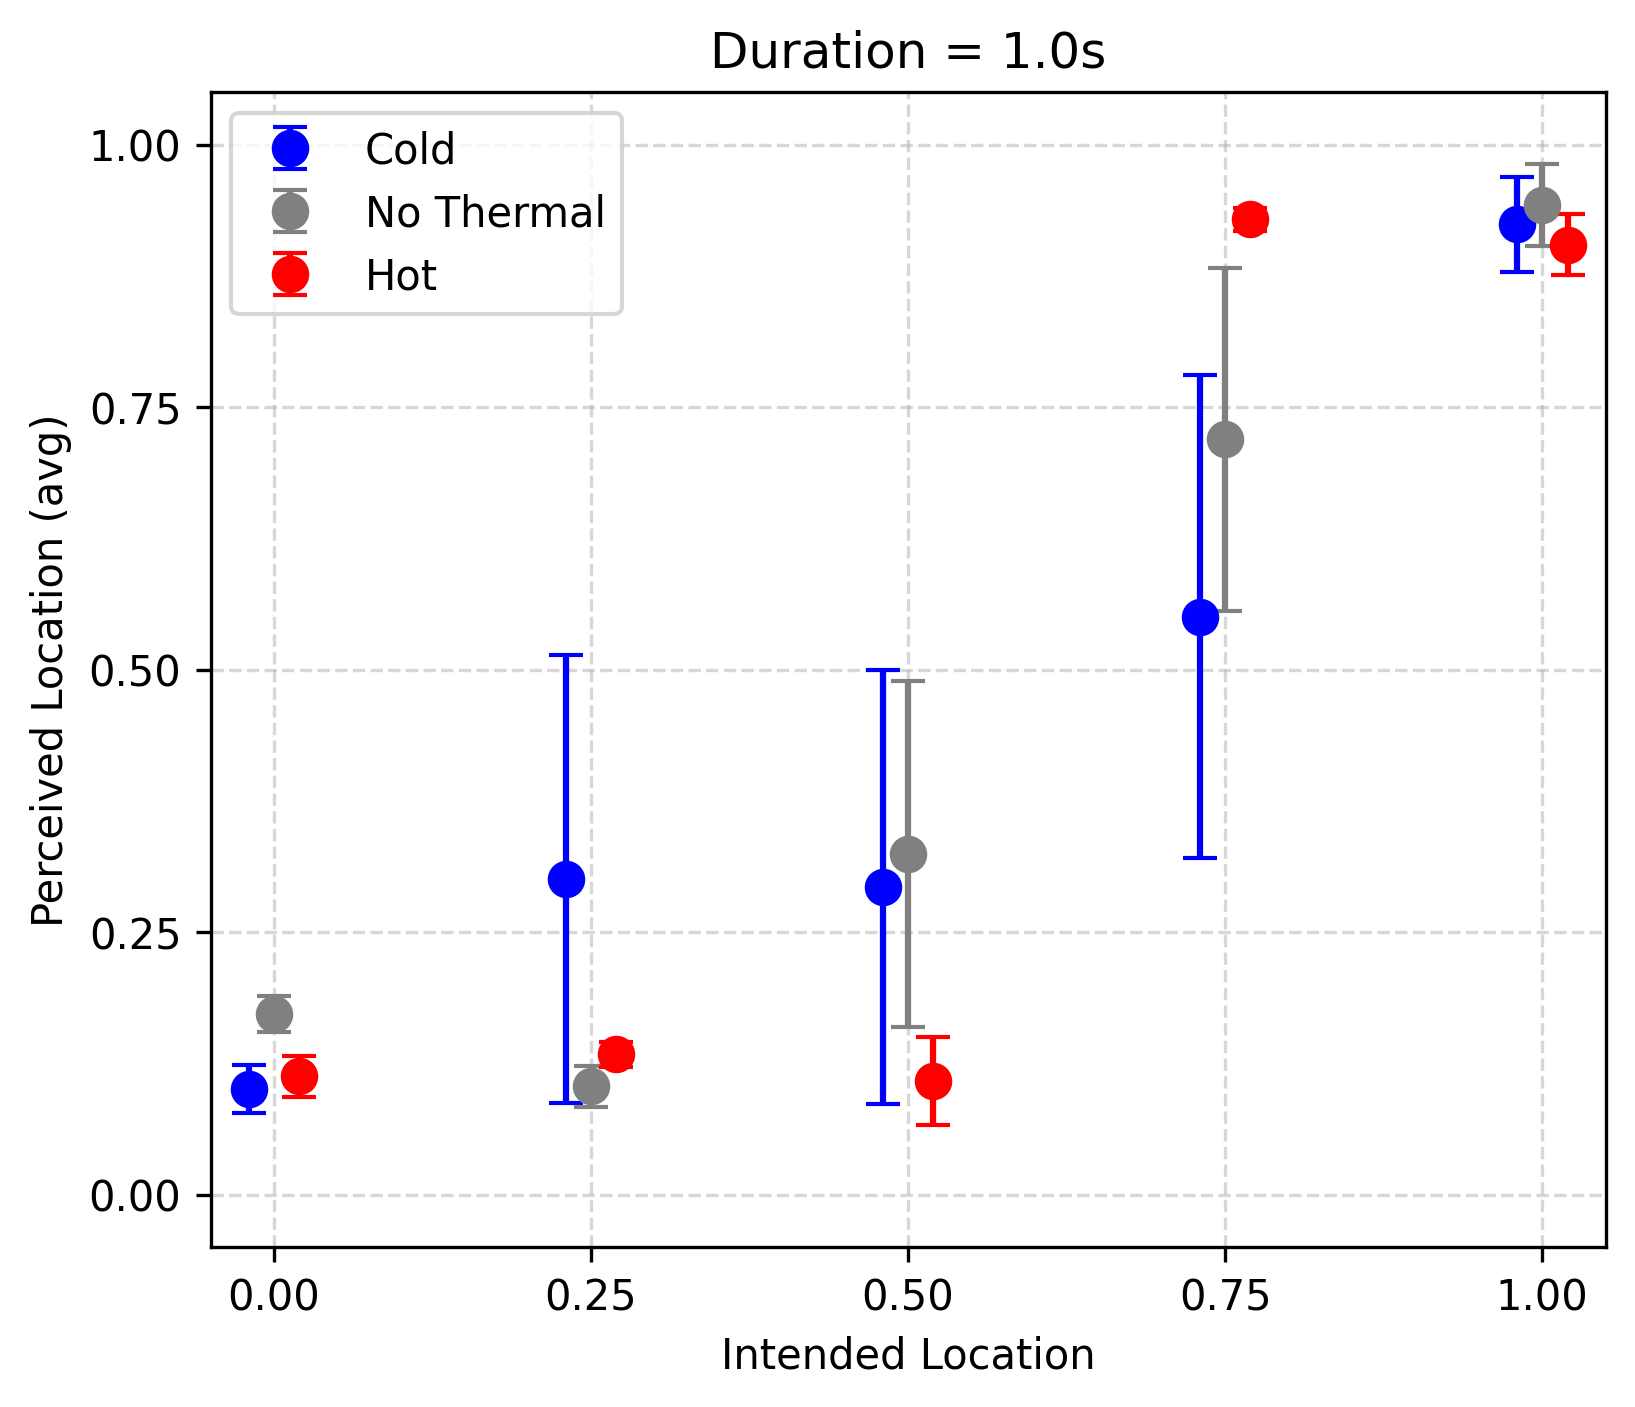 Duration = 1.0s
Cold
No Thermal
Hot
1.00
0.75
0.50
0.25
0.00
Perceived Location (avg)
0.00 0.25 0.50 0.75 1.00
Intended Location